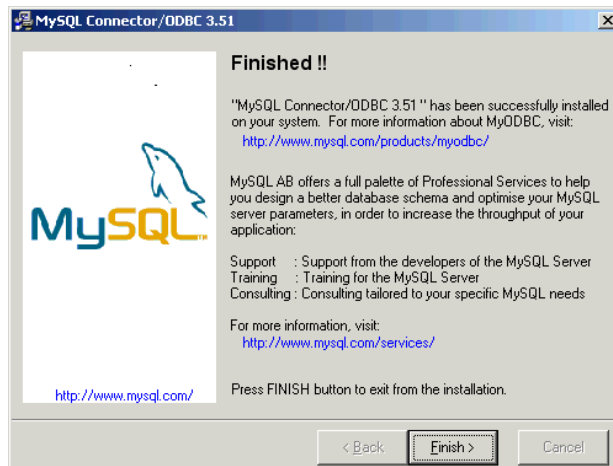 MySQL Connector/ODBC 3.51
Finished !!
"MySQL Connector/ODBC 3.51 " has been successfully installed
on your system. For more information about MyODBC, visit:
http://www.mysql.com/products/myodbc/
MySQL AB offers a full palette of Professional Services to help
you design a better database schema and optimise your MySQL
server parameters, in order to increase the throughput of your
application:
Support : Support from the developers of the MySQL Server
Training : Training for the MySQL Server
Consulting : Consulting tailored to your specific MySQL needs
For more information, visit:
http://www.mysql.com/services/
Press FINISH button to exit from the installation.
MySQL™
http://www.mysql.com/
< Back
Finish >
Cancel